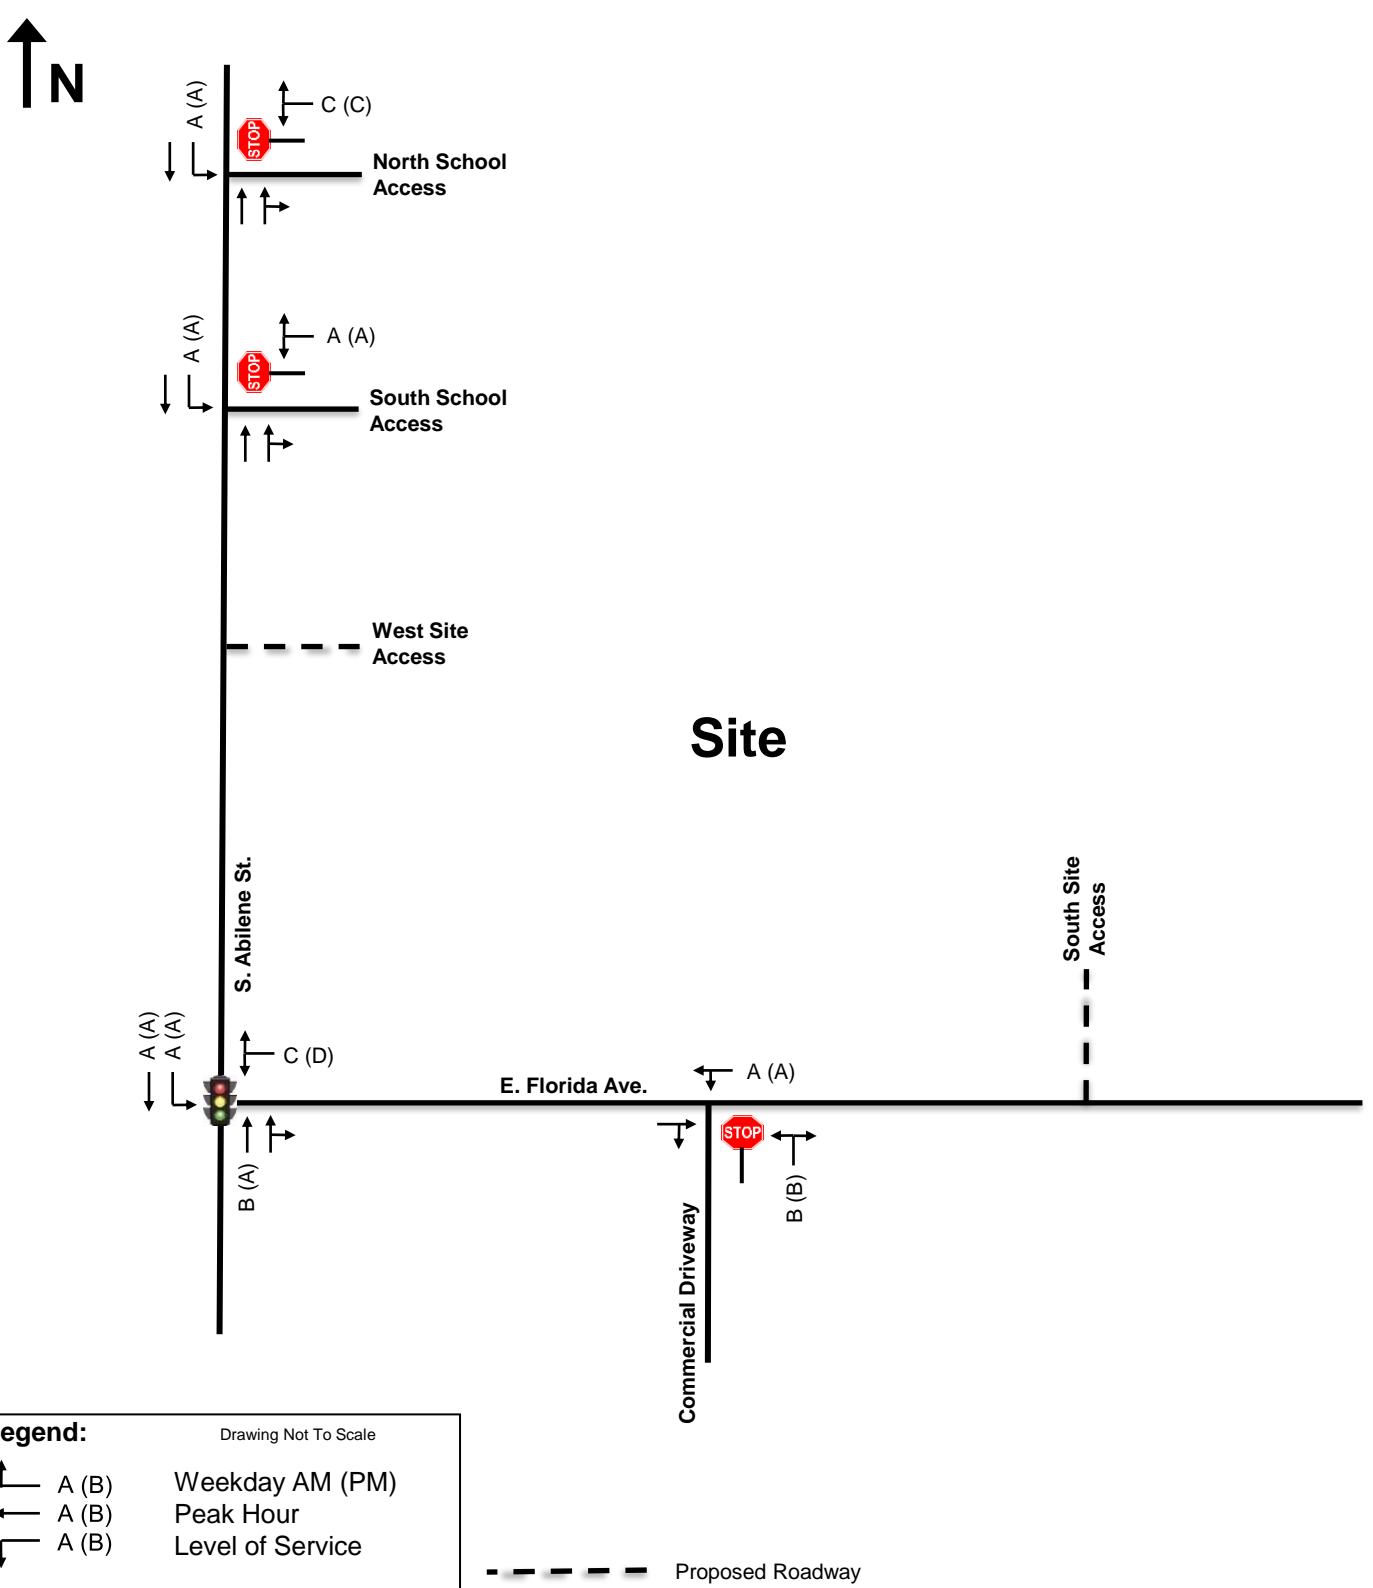 N
A (A)
C (C)
STOP
North School
Access
A (A)
A (A)
STOP
South School
Access
West Site
Access
Site
S. Abilene St.
South Site
Access
A (A)
A (A)
C (D)
E. Florida Ave.
A (A)
STOP
B (A)
B (B)
Commercial Driveway
egend:
Drawing Not To Scale
A (B)
Weekday AM (PM)
A (B)
Peak Hour
A (B)
Level of Service
Proposed Roadway